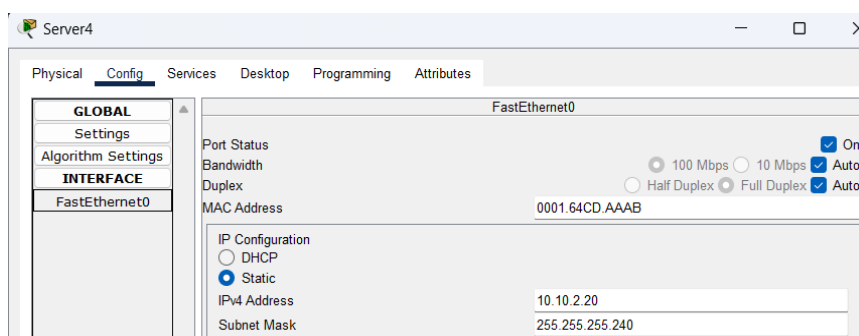 Server4
Physical Config Services Desktop Programming Attributes
GLOBAL
Settings
Algorithm Settings
INTERFACE
FastEthernet0
FastEthernet0
Port Status On
Bandwidth 100 Mbps 10 Mbps Auto
Duplex Half Duplex Full Duplex Auto
MAC Address 0001.64CD.AAAB
IP Configuration
DHCP
Static
IPv4 Address 10.10.2.20
Subnet Mask 255.255.255.240